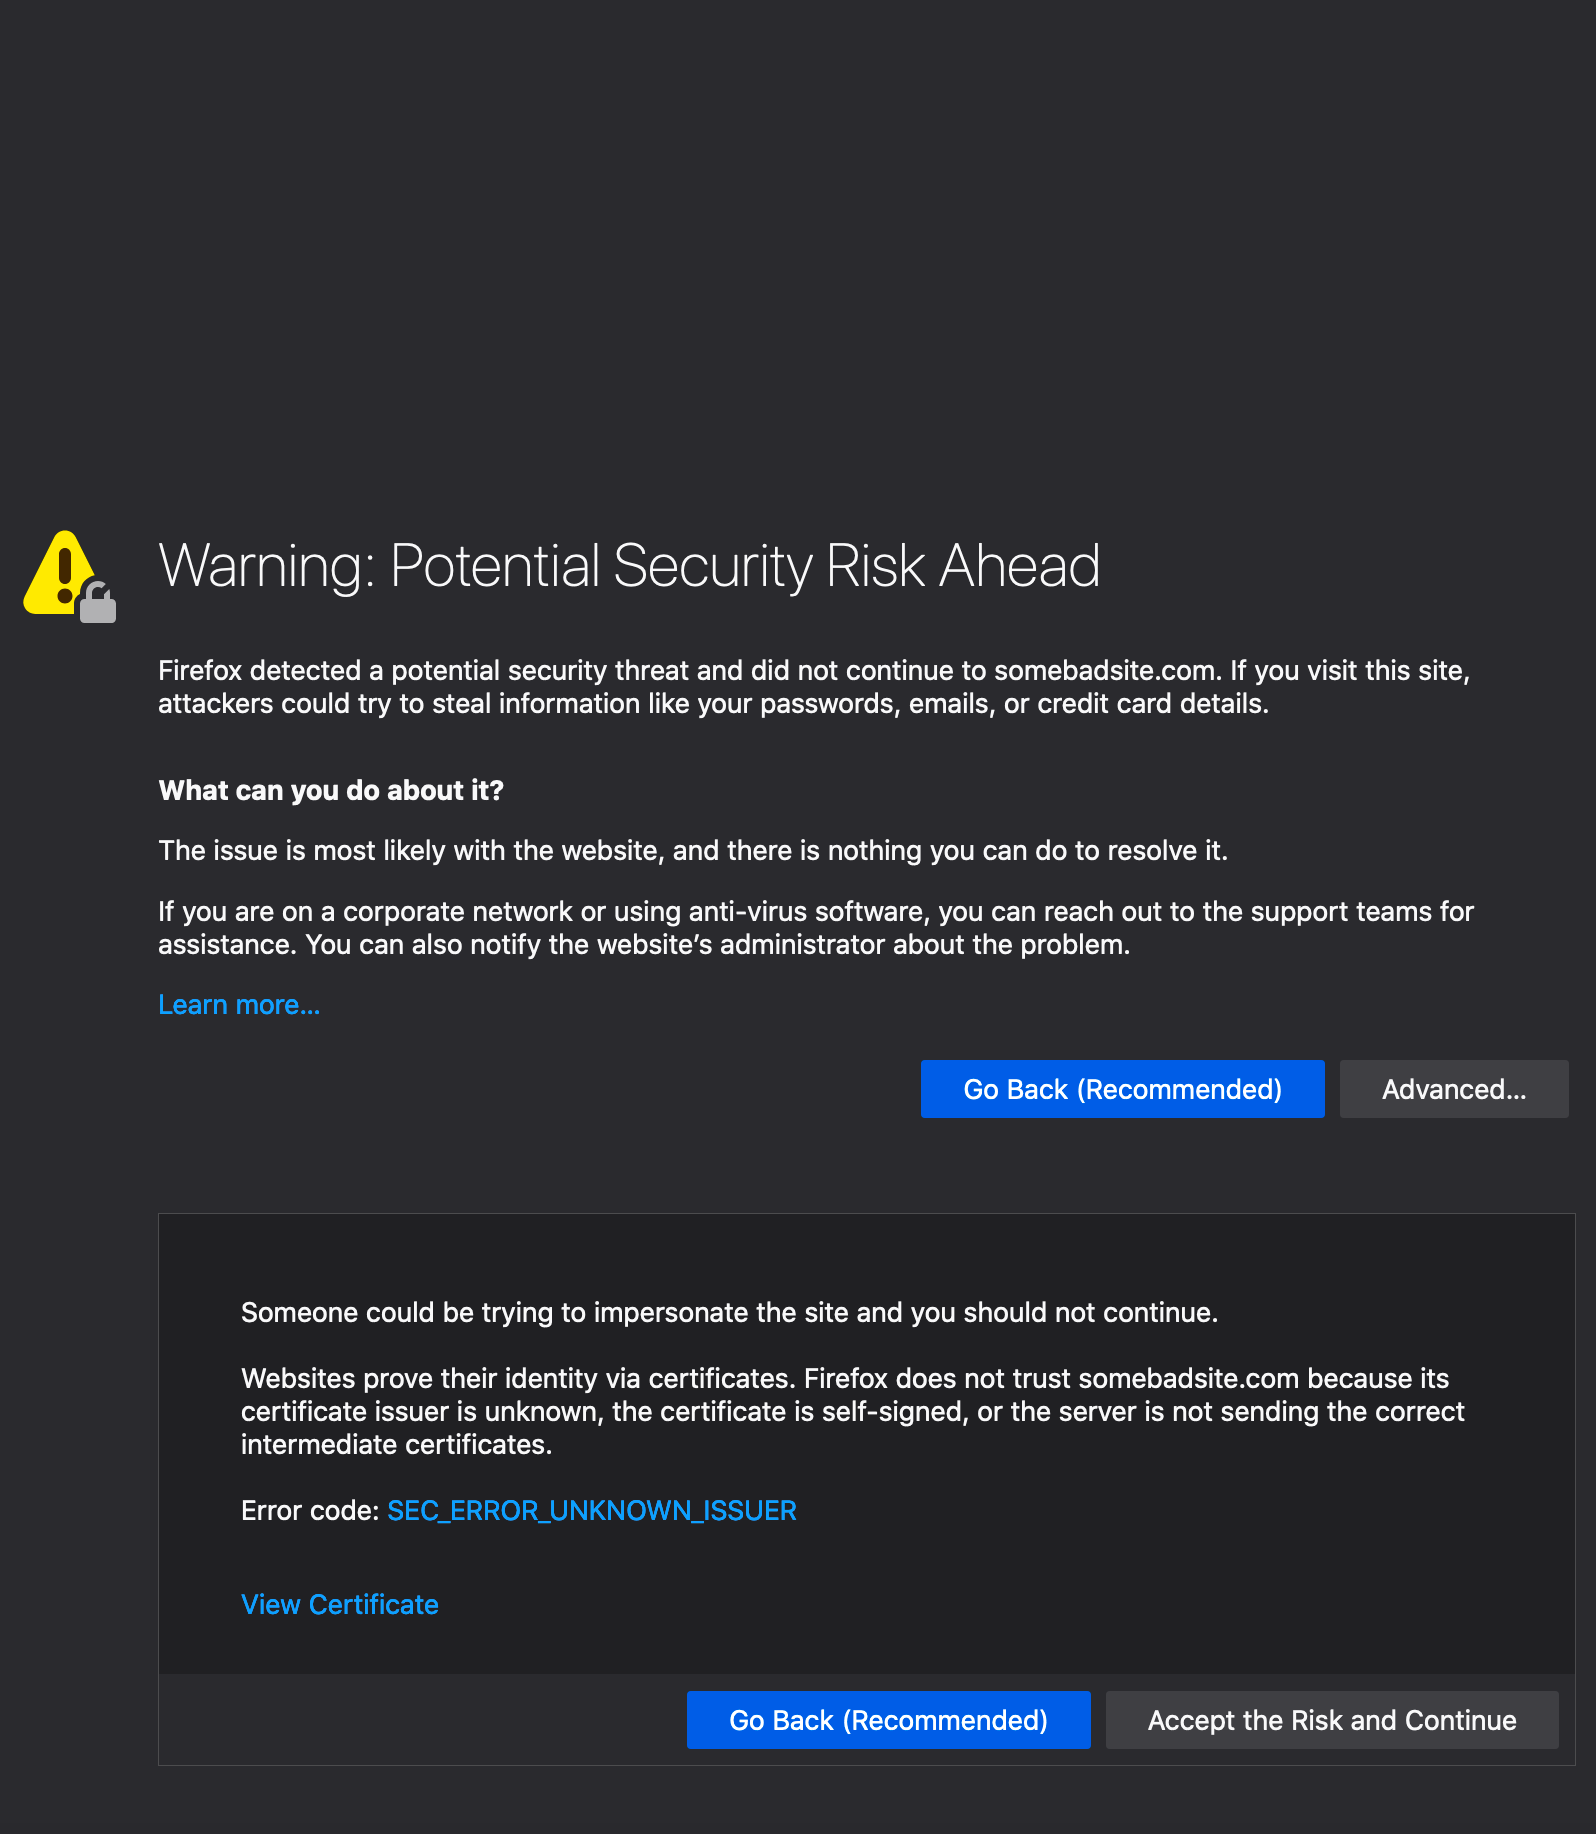 Warning: Potential Security Risk Ahead
Firefox detected a potential security threat and did not continue to somebadsite.com. If you visit this site,
attackers could try to steal information like your passwords, emails, or credit card details.
What can you do about it?
The issue is most likely with the website, and there is nothing you can do to resolve it.
If you are on a corporate network or using anti-virus software, you can reach out to the support teams for
assistance. You can also notify the website’s administrator about the problem.
Learn more…
Go Back (Recommended) Advanced…
Someone could be trying to impersonate the site and you should not continue.
Websites prove their identity via certificates. Firefox does not trust somebadsite.com because its
certificate issuer is unknown, the certificate is self-signed, or the server is not sending the correct
intermediate certificates.
Error code: SEC_ERROR_UNKNOWN_ISSUER
View Certificate
Go Back (Recommended) Accept the Risk and Continue